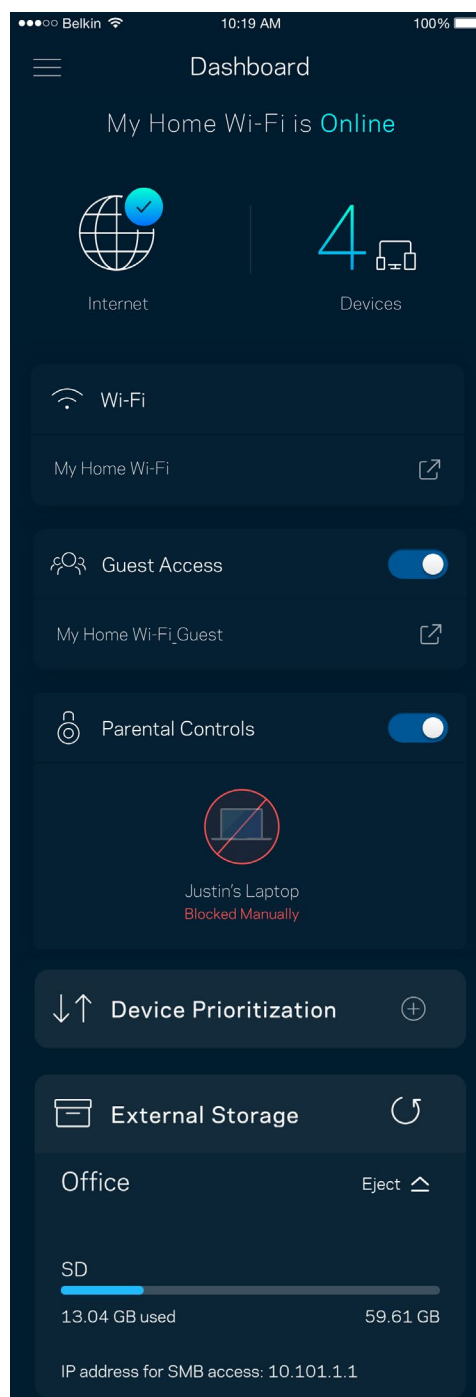 Belkin 10:19 AM 100%
Dashboard
My Home Wi-Fi is Online
4
Internet Devices
Wi-Fi
My Home Wi-Fi
Guest Access
My Home Wi-Fi_Guest
Parental Controls
Justin's Laptop
Blocked Manually
Device Prioritization
External Storage
Office Eject
SD
13.04 GB used 59.61 GB
IP address for SMB access: 10.101.1.1